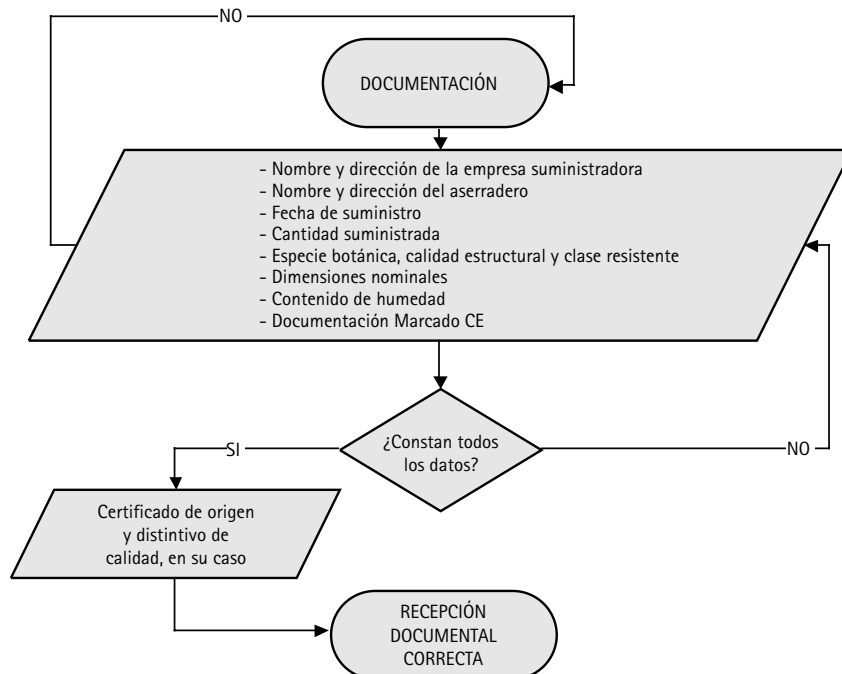 NO
DOCUMENTACIÓN
- Nombre y dirección de la empresa suministradora
- Nombre y dirección del aserradero
- Fecha de suministro
- Cantidad suministrada
- Especie botánica, calidad estructural y clase resistente
- Dimensiones nominales
- Contenido de humedad
- Documentación Marcado CE
¿Constan todos
los datos?
SI
NO
Certificado de origen
y distintivo de
calidad, en su caso
RECEPCIÓN
DOCUMENTAL
CORRECTA